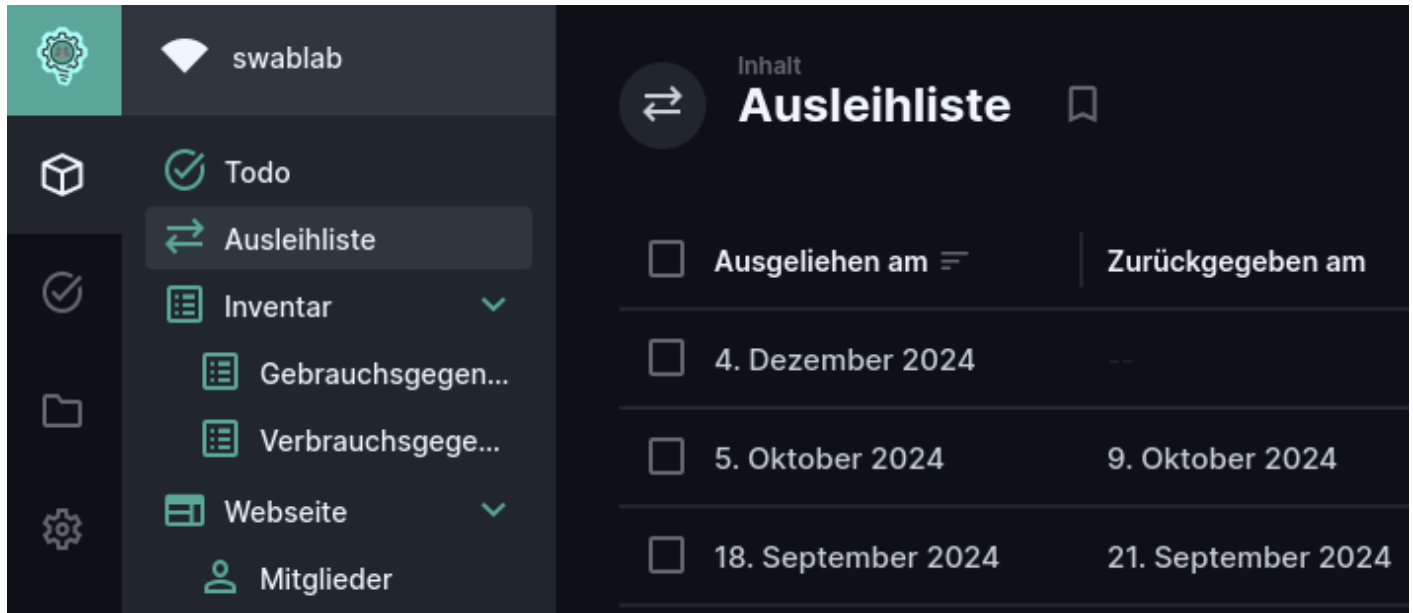 swablab
Todo
Ausleihliste
Inventar
Gebrauchsgegen...
Verbrauchsgege...
Webseite
Mitglieder
Inhalt
Ausleihliste
Ausgeliehen am Zurückgegeben am
4. Dezember 2024 --
5. Oktober 2024 9. Oktober 2024
18. September 2024 21. September 2024